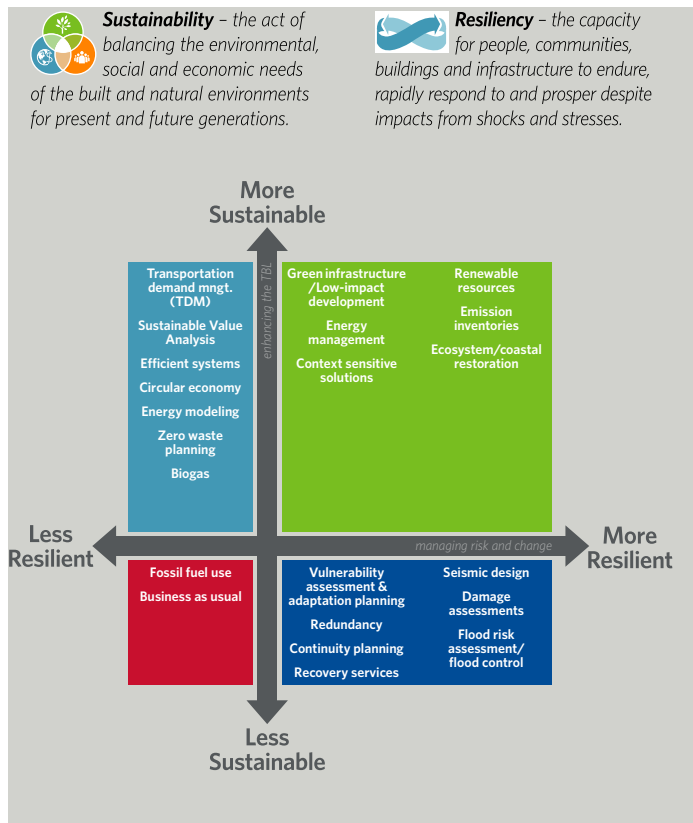 Sustainability – the act of
balancing the environmental,
social and economic needs
of the built and natural environments
for present and future generations.
Resiliency – the capacity
for people, communities,
buildings and infrastructure to endure,
rapidly respond to and prosper despite
impacts from shocks and stresses.
More
Sustainable
enhancing the TBL
Transportation
demand mngt.
(TDM)
Sustainable Value
Analysis
Efficient systems
Circular economy
Energy modeling
Zero waste
planning
Biogas
Green infrastructure
/Low-impact
development
Energy
management
Context sensitive
solutions
Renewable
resources
Emission
inventories
Ecosystem/coastal
restoration
Less
Resilient
managing risk and change
More
Resilient
Fossil fuel use
Business as usual
Vulnerability
assessment &
adaptation planning
Redundancy
Continuity planning
Recovery services
Seismic design
Damage
assessments
Flood risk
assessment/
flood control
Less
Sustainable